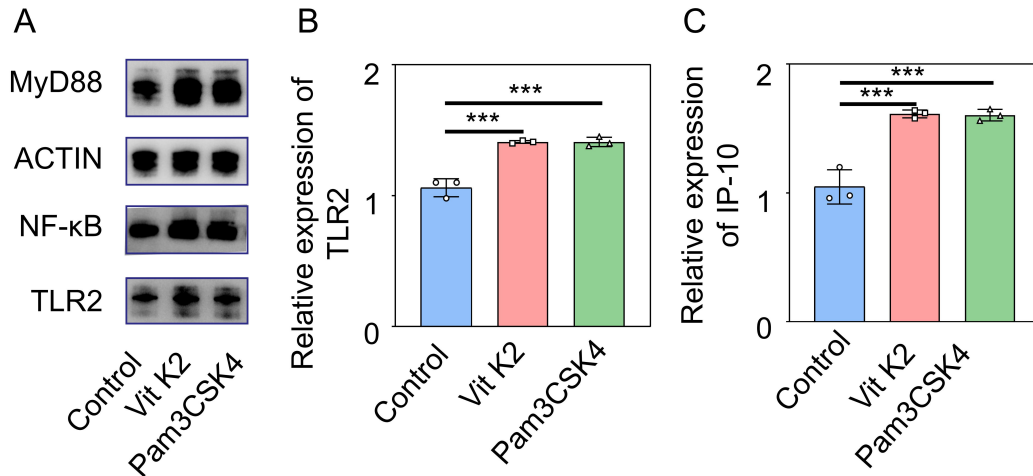 A
MyD88
ACTIN
NF-κB
TLR2
Control
Vit K2
Pam3CSK4
B
Relative expression of
TLR2
2
1
0
***
***
Control
Vit K2
Pam3CSK4
C
Relative expression
of IP-10
2
1
0
***
***
Control
Vit K2
Pam3CSK4